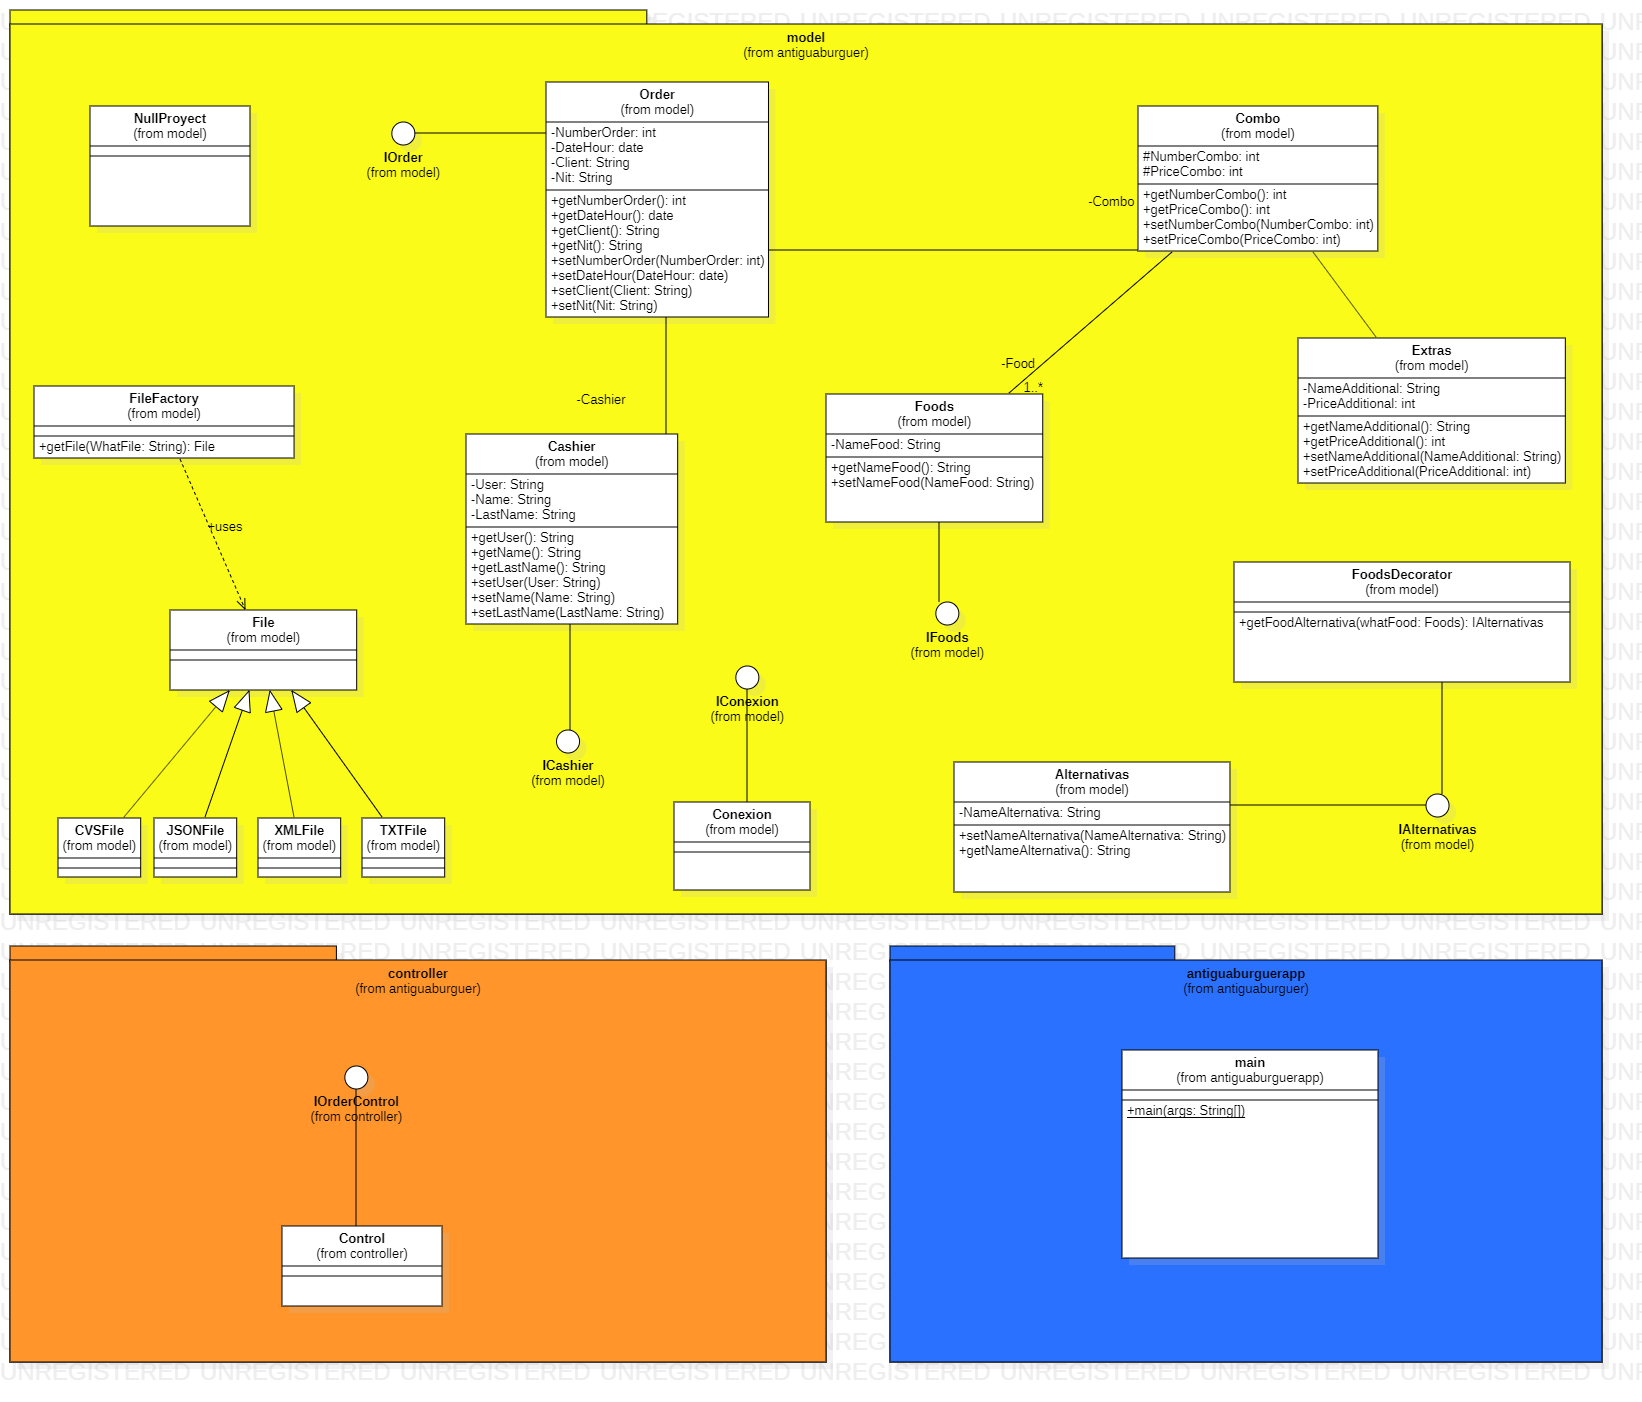 model
(from antiguaburguer)
NullProyect
(from model)
IOrder
(from model)
Order
(from model)
-NumberOrder: int
-DateHour: date
-Client: String
-Nit: String
+getNumberOrder(): int
+getDateHour(): date
+getClient(): String
+getNit(): String
+setNumberOrder(NumberOrder: int)
+setDateHour(DateHour: date)
+setClient(Client: String)
+setNit(Nit: String)
-Combo
Combo
(from model)
#NumberCombo: int
#PriceCombo: int
+getNumberCombo(): int
+getPriceCombo(): int
+setNumberCombo(NumberCombo: int)
+setPriceCombo(PriceCombo: int)
FileFactory
(from model)
+getFile(WhatFile: String): File
+uses
File
(from model)
CVSFile
(from model)
JSONFile
(from model)
XMLFile
(from model)
TXTFile
(from model)
-Cashier
Cashier
(from model)
-User: String
-Name: String
-LastName: String
+getUser(): String
+getName(): String
+getLastName(): String
+setUser(User: String)
+setName(Name: String)
+setLastName(LastName: String)
ICashier
(from model)
IConexion
(from model)
Conexion
(from model)
-Food
1..*
Foods
(from model)
-NameFood: String
+getNameFood(): String
+setNameFood(NameFood: String)
IFoods
(from model)
Extras
(from model)
-NameAdditional: String
-PriceAdditional: int
+getNameAdditional(): String
+getPriceAdditional(): int
+setNameAdditional(NameAdditional: String)
+setPriceAdditional(PriceAdditional: int)
FoodsDecorator
(from model)
+getFoodAlternativa(whatFood: Foods): IAlternativas
Alternativas
(from model)
-NameAlternativa: String
+setNameAlternativa(NameAlternativa: String)
+getNameAlternativa(): String
IAlternativas
(from model)
UNREGISTERED UNREGISTERED UNREGISTERED UNREGISTERED UNREGISTERED UNREGISTERED UNREGISTERED UNREGISTERED
controller
(from antiguaburguer)
IOrderControl
(from controller)
Control
(from controller)
antiguaburguerapp
(from antiguaburguer)
main
(from antiguaburguerapp)
+main(args: String[])
UNREGISTERED UNREGISTERED UNREGISTERED UNREGISTERED UNREGISTERED UNREGISTERED UNREGISTERED UNREGISTERED